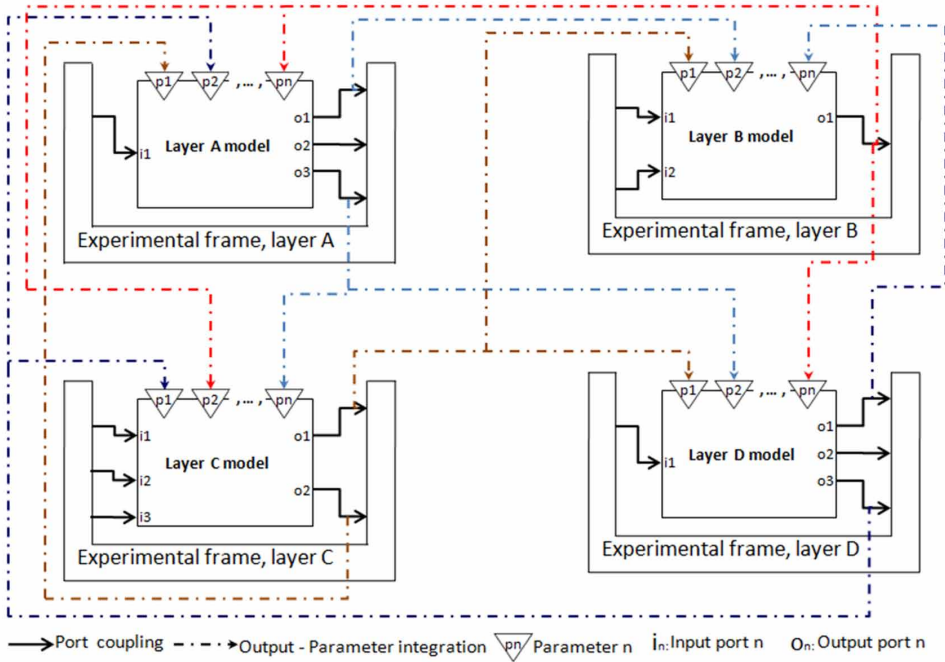 p1 p2 -,...,- pn
o1
Layer A model o2
i1
o3
Experimental frame, layer A
p1 p2 -,...,- pn
i1 o1
Layer B model
i2
Experimental frame, layer B
p1 p2 -,...,- pn
i1 o1
Layer C model
i2
o2
i3
Experimental frame, layer C
p1 p2 -,...,- pn
o1
Layer D model o2
i1
o3
Experimental frame, layer D
Port coupling Output - Parameter integration pn Parameter n in: Input port n on: Output port n